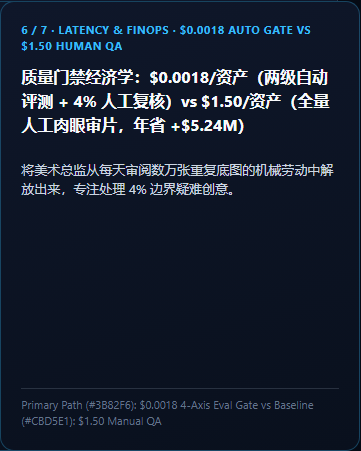 6 / 7 · LATENCY & FINOPS · $0.0018 AUTO GATE VS
$1.50 HUMAN QA
质量门禁经济学：$0.0018/资产（两级自动
评测 + 4% 人工复核）vs $1.50/资产（全量
人工肉眼审片，年省 +$5.24M）
将美术总监从每天审阅数万张重复底图的机械劳动中解
放出来，专注处理 4% 边界疑难创意。
Primary Path (#3B82F6): $0.0018 4-Axis Eval Gate vs Baseline
(#CBD5E1): $1.50 Manual QA